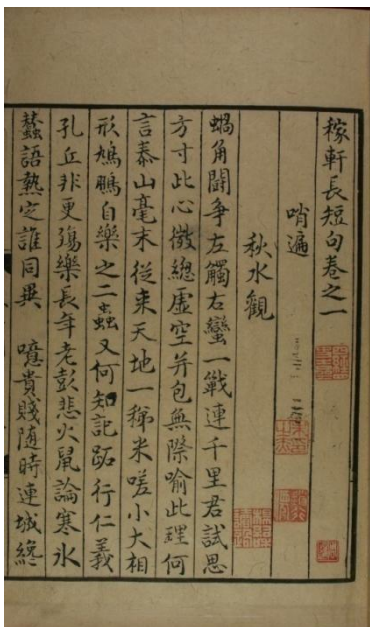 稼軒長短句卷之一
哨遍
秋水觀
蝸角鬭争左觸右蠻一戰連千里君試思
方寸此心微總虚空并包無際喻此理何
言泰山毫末從来天地一稊米嗟小大相
形鳩鵬自樂之二蟲又何知記跖行仁義
孔丘非更殤樂長年老彭悲火鼠論寒氷
蠶語熱定誰同異　噫貴賤隨時連城纔